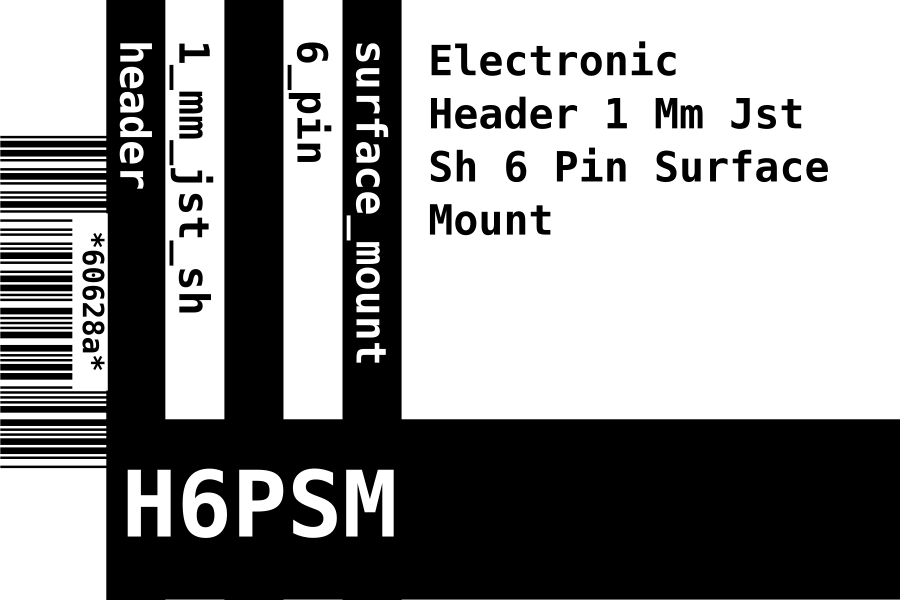 *60628a*
header
1_mm_jst_sh
6_pin
surface_mount
Electronic
Header 1 Mm Jst
Sh 6 Pin Surface
Mount
H6PSM